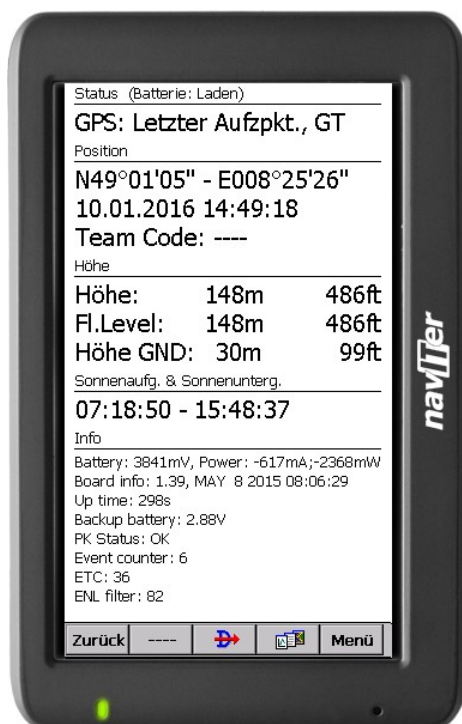 Status (Batterie: Laden)
GPS: Letzter Aufzpkt., GT
Position
N49°01'05" - E008°25'26"
10.01.2016 14:49:18
Team Code: ----
Höhe
Höhe: 148m 486ft
Fl.Level: 148m 486ft
Höhe GND: 30m 99ft
Sonnenaufg. & Sonnenunterg.
07:18:50 - 15:48:37
Info
Battery: 3841mV, Power: -617mA;-2368mW
Board info: 1.39, MAY 8 2015 08:06:29
Up time: 298s
Backup battery: 2.88V
PK Status: OK
Event counter: 6
ETC: 36
ENL filter: 82
Zurück ---- Menü
naviter